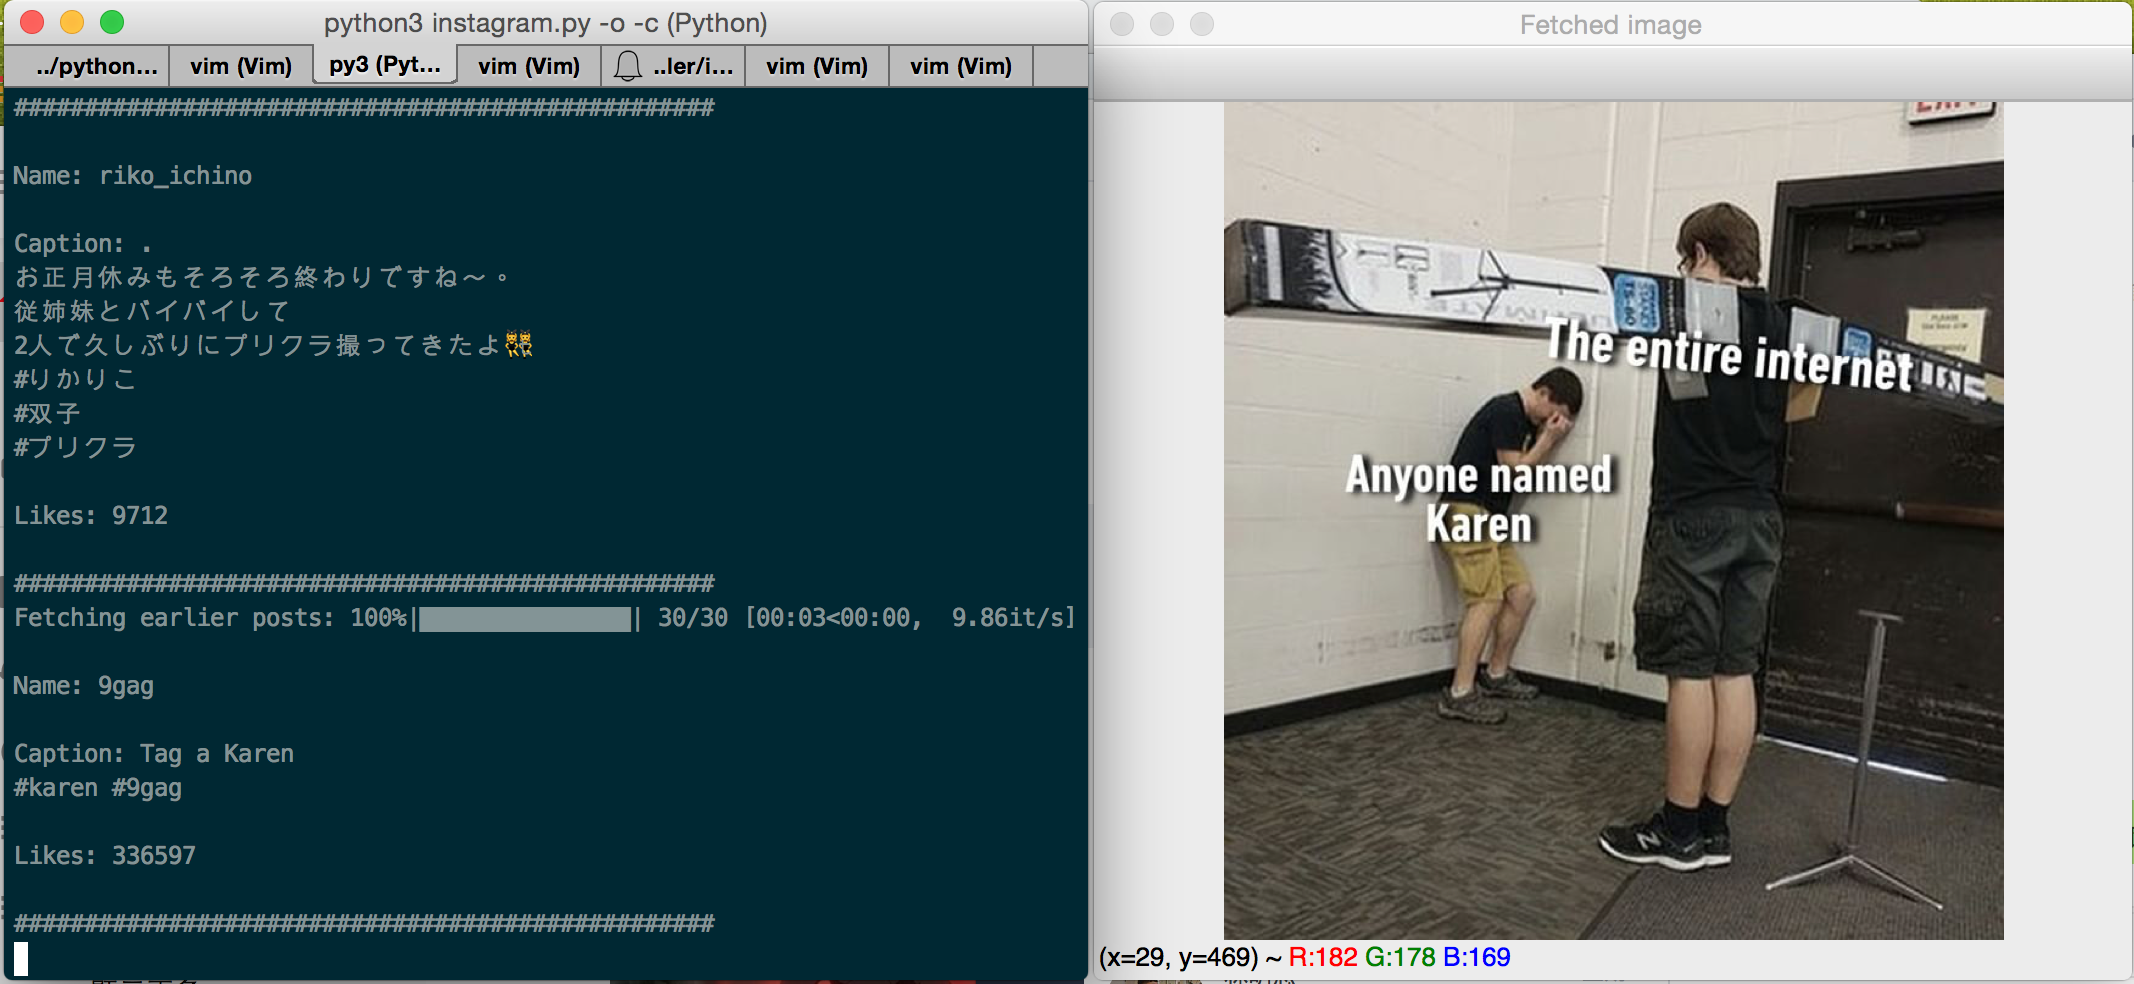 python3 instagram.py -o -c (Python)
../python...
vim (Vim)
py3 (Pyt...
vim (Vim)
..ler/i...
vim (Vim)
vim (Vim)
##################################################
Name: riko_ichino
Caption: .
お正月休みもそろそろ終わりですね〜。
従姉妹とバイバイして
2人で久しぶりにプリクラ撮ってきたよ👯👯
#りかりこ
#双子
#プリクラ
Likes: 9712
##################################################
Fetching earlier posts: 100%|██████████| 30/30 [00:03<00:00,  9.86it/s]
Name: 9gag
Caption: Tag a Karen
#karen #9gag
Likes: 336597
##################################################
Fetched image
EXIT
STAND
TS-80
PLEASE
The entire internet
Anyone named
Karen
(x=29, y=469) ~ R:182 G:178 B:169